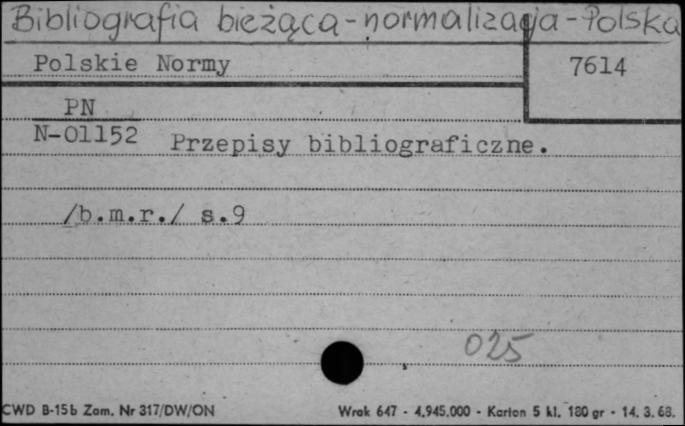 Bibliografia bieżąca-normalizacja-Polska
Polskie Normy 7614
PN
N-01152 Przepisy bibliograficzne.
/b.m.r./ s.9
025
CWD B-15b Zam. Nr 317/DW/ON Wrak 647 - 4.945.000 - Karton 5 kl. 180 gr - 14. 3. 68.